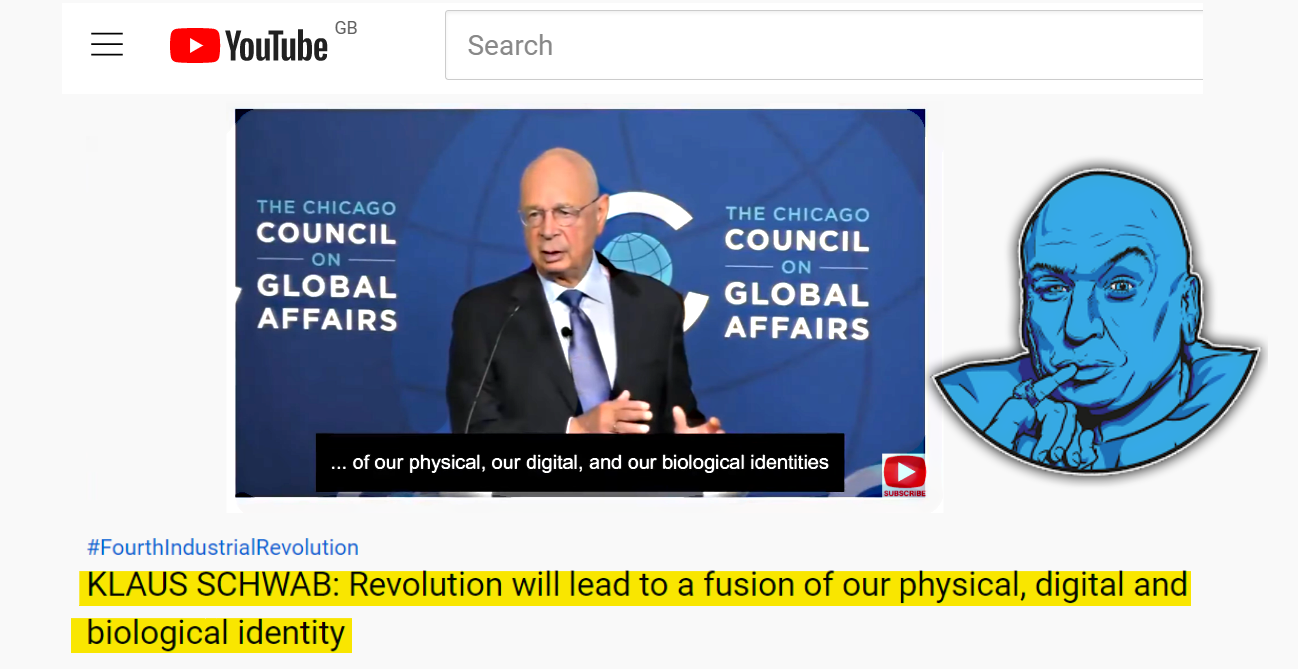 YouTube GB
Search
THE CHICAGO
COUNCIL
ON
GLOBAL
AFFAIRS
THE CHICAGO
COUNCIL
ON
GLOBAL
AFFAIRS
... of our physical, our digital, and our biological identities
SUBSCRIBE
#FourthIndustrialRevolution
KLAUS SCHWAB: Revolution will lead to a fusion of our physical, digital and
biological identity